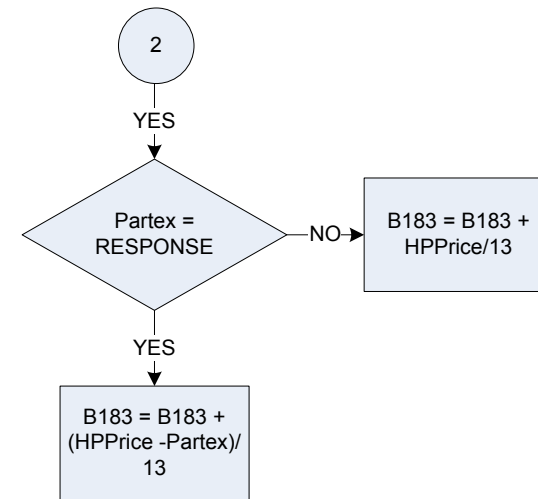 2
YES
Partex =
RESPONSE
NO
B183 = B183 +
HPPrice/13
YES
B183 = B183 +
(HPPrice -Partex)/
13